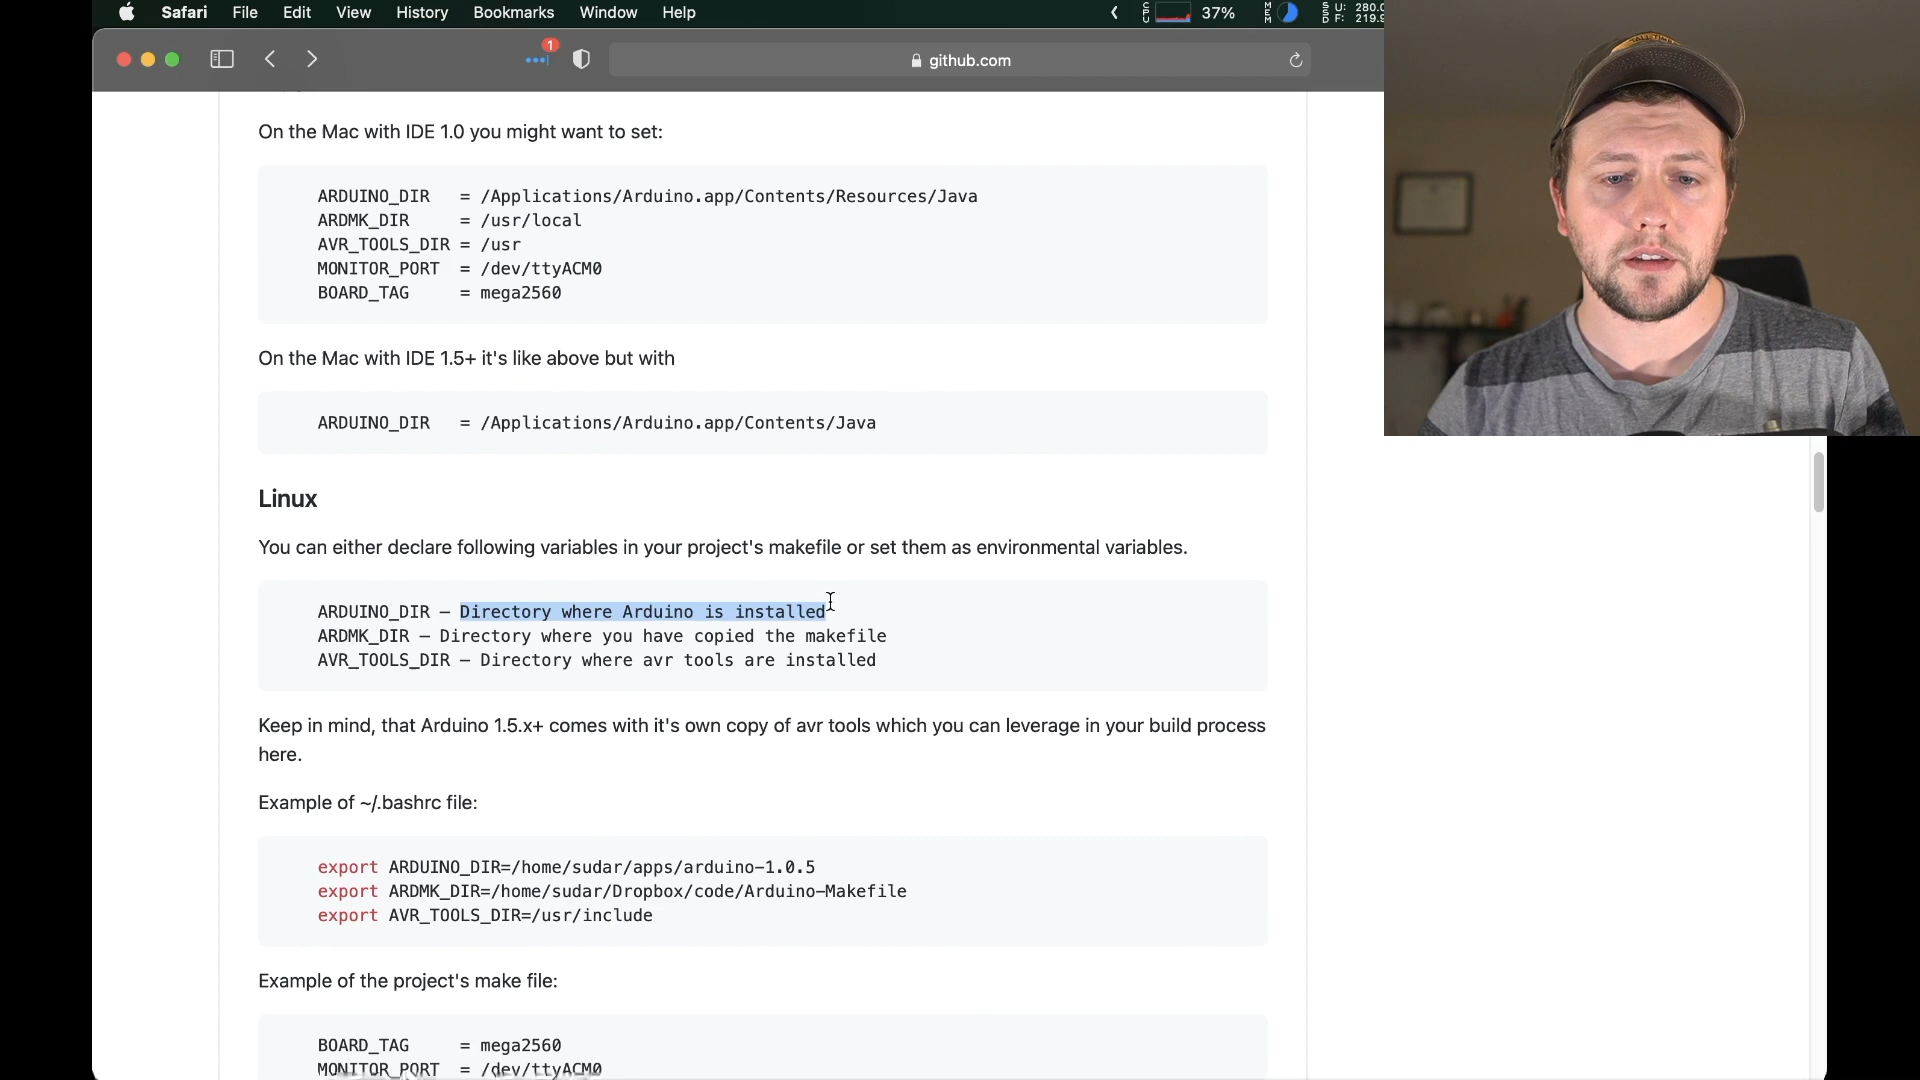 Safari File Edit View History Bookmarks Window Help
CPU 37% MEM SSD U: 280.0
F: 219.9
1
github.com
On the Mac with IDE 1.0 you might want to set:
ARDUINO_DIR = /Applications/Arduino.app/Contents/Resources/Java
ARDMK_DIR = /usr/local
AVR_TOOLS_DIR = /usr
MONITOR_PORT = /dev/ttyACM0
BOARD_TAG = mega2560
On the Mac with IDE 1.5+ it's like above but with
ARDUINO_DIR = /Applications/Arduino.app/Contents/Java
Linux
You can either declare following variables in your project's makefile or set them as environmental variables.
ARDUINO_DIR – Directory where Arduino is installed
ARDMK_DIR – Directory where you have copied the makefile
AVR_TOOLS_DIR – Directory where avr tools are installed
Keep in mind, that Arduino 1.5.x+ comes with it's own copy of avr tools which you can leverage in your build process
here.
Example of ~/.bashrc file:
export ARDUINO_DIR=/home/sudar/apps/arduino-1.0.5
export ARDMK_DIR=/home/sudar/Dropbox/code/Arduino-Makefile
export AVR_TOOLS_DIR=/usr/include
Example of the project's make file:
BOARD_TAG = mega2560
MONITOR_PORT = /dev/ttyACM0